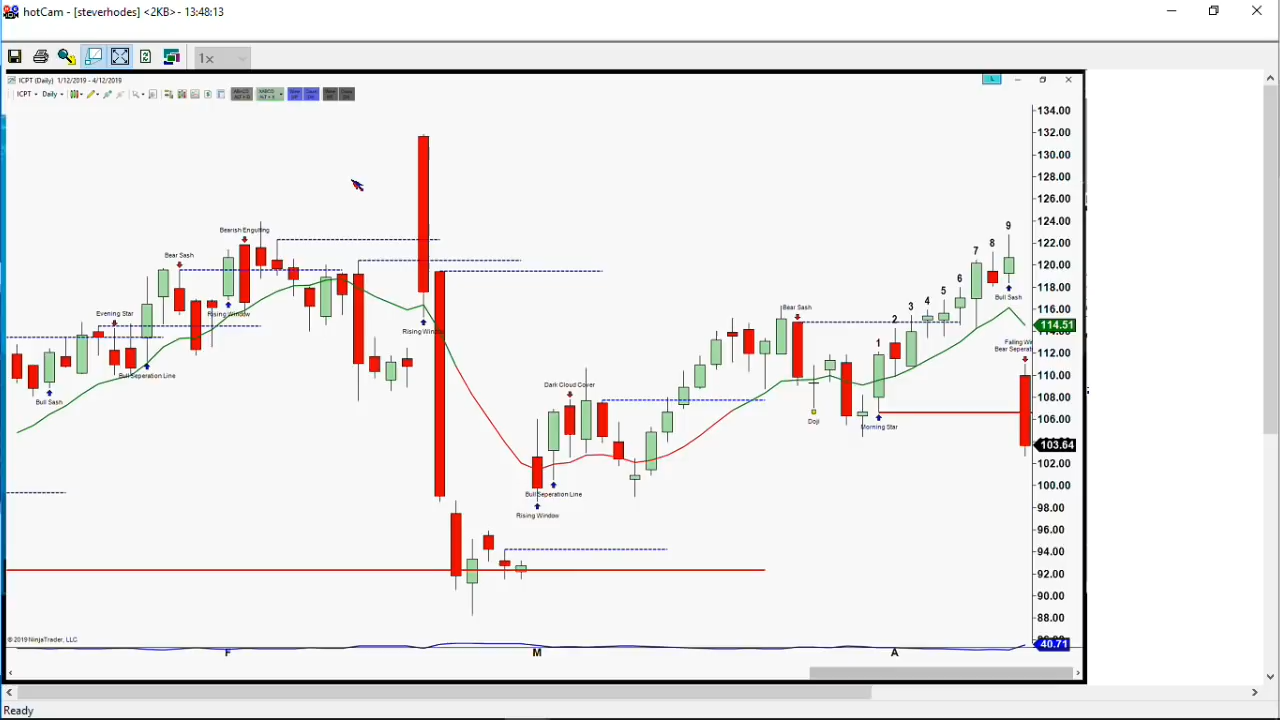 hotCam - [steverhodes] <2KB> - 13:48:13
1x
ICPT (Daily) 1/12/2019 - 4/12/2019
ICPT Daily
134.00
132.00
130.00
128.00
126.00
124.00
122.00
120.00
118.00
116.00
114.51
112.00
110.00
108.00
106.00
103.64
102.00
100.00
98.00
96.00
94.00
92.00
90.00
88.00
40.71
Bull Sash
Evening Star
Bull Seperation Line
Bear Sash
Rising Window
Bearish Engulfing
Rising Window
Rising Window
Bull Seperation Line
Dark Cloud Cover
Bear Sash
Doji
Morning Star
1
2
3
4
5
6
7
8
9
Bull Sash
Falling Wi
Bear Seperati
© 2019 NinjaTrader, LLC.
F
M
A
Ready